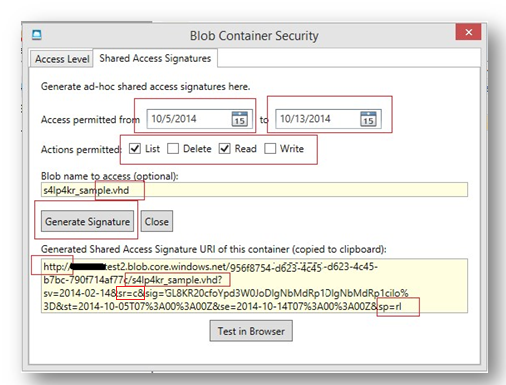 Blob Container Security
Access Level Shared Access Signatures
Generate ad-hoc shared access signatures here.
Access permitted from 10/5/2014 15 to 10/13/2014 15
Actions permitted: List Delete Read Write
Blob name to access (optional):
s4lp4kr_sample.vhd
Generate Signature Close
Generated Shared Access Signature URI of this container (copied to clipboard):
http:/ test2.blob.core.windows.net/956f8754-d623-4c45-d623-4c45-
b7bc-790f714af77c/s4lp4kr_sample.vhd?
sv=2014-02-14&sr=c&sig=GL8KR20cfoYpd3W0JoDlgNbMdRp1DlgNbMdRp1cilo%
3D&st=2014-10-05T07%3A00%3A00Z&se=2014-10-14T07%3A00%3A00Z&sp=rl
Test in Browser